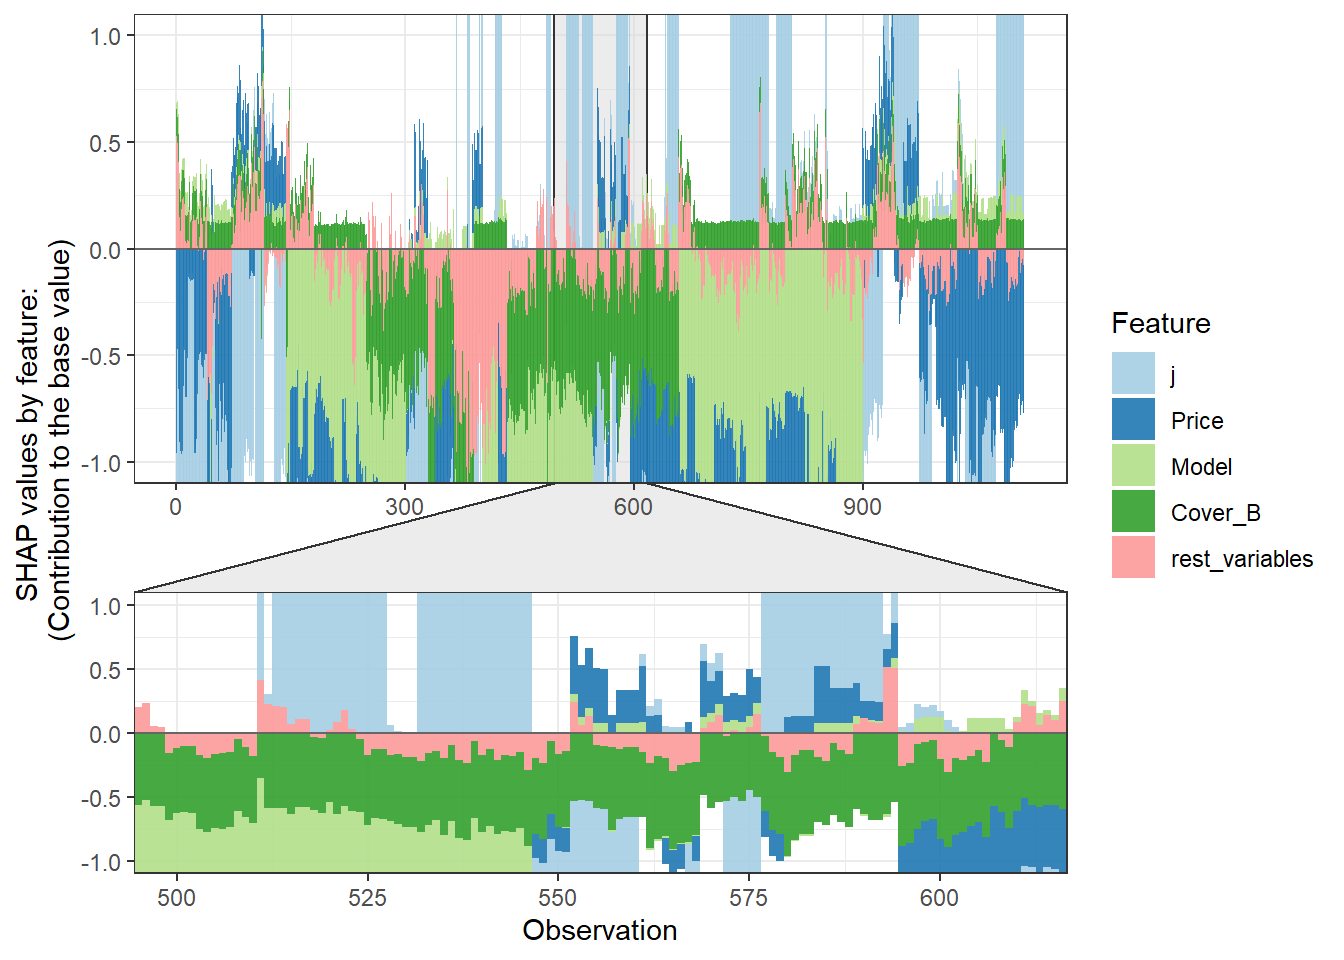 SHAP values by feature:
(Contribution to the base value)
1.0
0.5
0.0
-0.5
-1.0
0
300
600
900
1.0
0.5
0.0
-0.5
-1.0
500
525
550
575
600
Observation
Feature
j
Price
Model
Cover_B
rest_variables